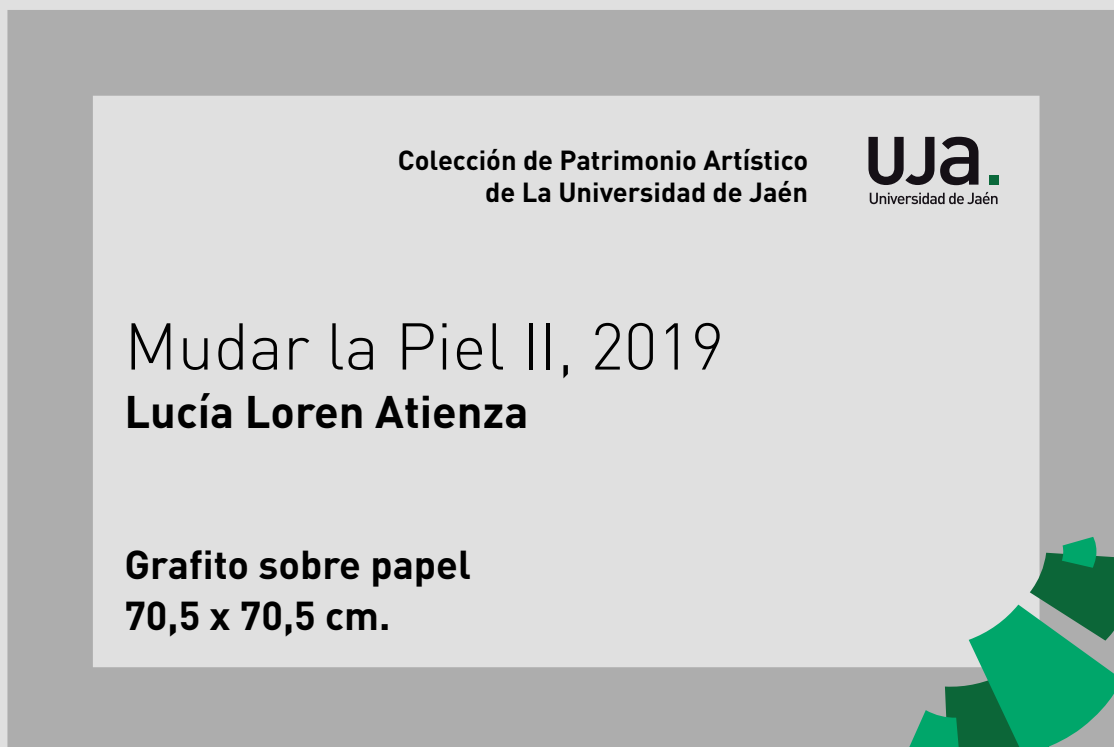 Colección de Patrimonio Artístico
de La Universidad de Jaén
uja.
Universidad de Jaén
Mudar la Piel II, 2019
Lucía Loren Atienza
Grafito sobre papel
70,5 x 70,5 cm.